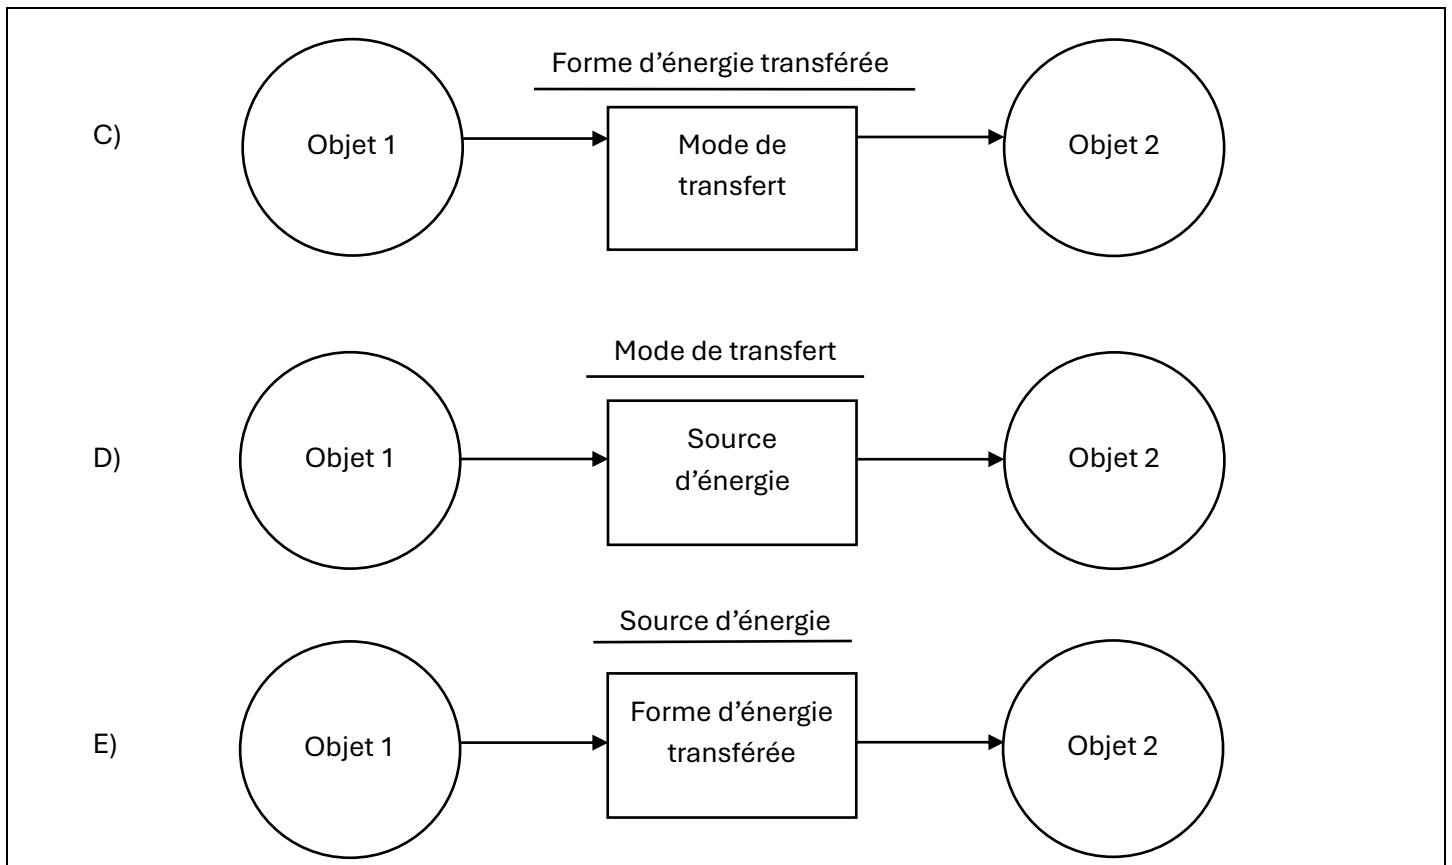 Forme d’énergie transférée
C)
Objet 1
Mode de
transfert
Objet 2
Mode de transfert
D)
Objet 1
Source
d’énergie
Objet 2
Source d’énergie
E)
Objet 1
Forme d’énergie
transférée
Objet 2